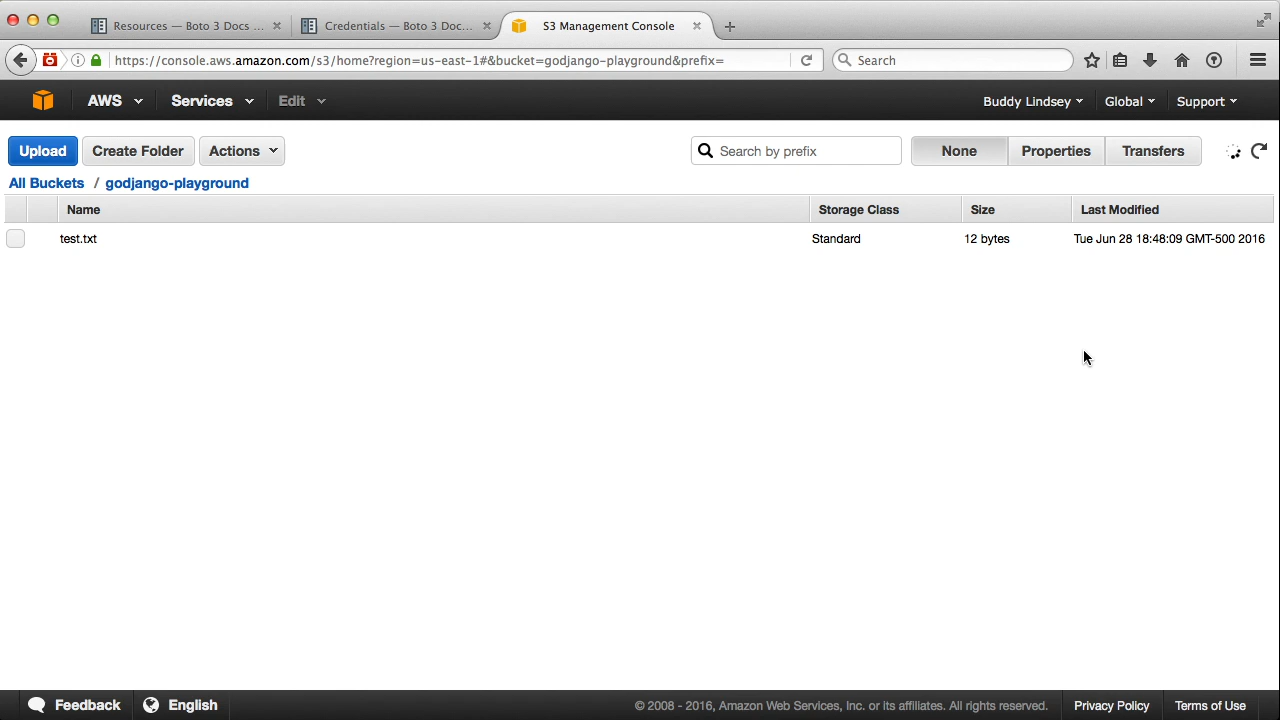 Resources — Boto 3 Docs ...
Credentials — Boto 3 Doc...
S3 Management Console
https://console.aws.amazon.com/s3/home?region=us-east-1#&bucket=godjango-playground&prefix=
Search
AWS
Services
Edit
Buddy Lindsey
Global
Support
Upload
Create Folder
Actions
Search by prefix
None
Properties
Transfers
All Buckets / godjango-playground
Name
Storage Class
Size
Last Modified
test.txt
Standard
12 bytes
Tue Jun 28 18:48:09 GMT-500 2016
Feedback
English
© 2008 - 2016, Amazon Web Services, Inc. or its affiliates. All rights reserved.
Privacy Policy
Terms of Use